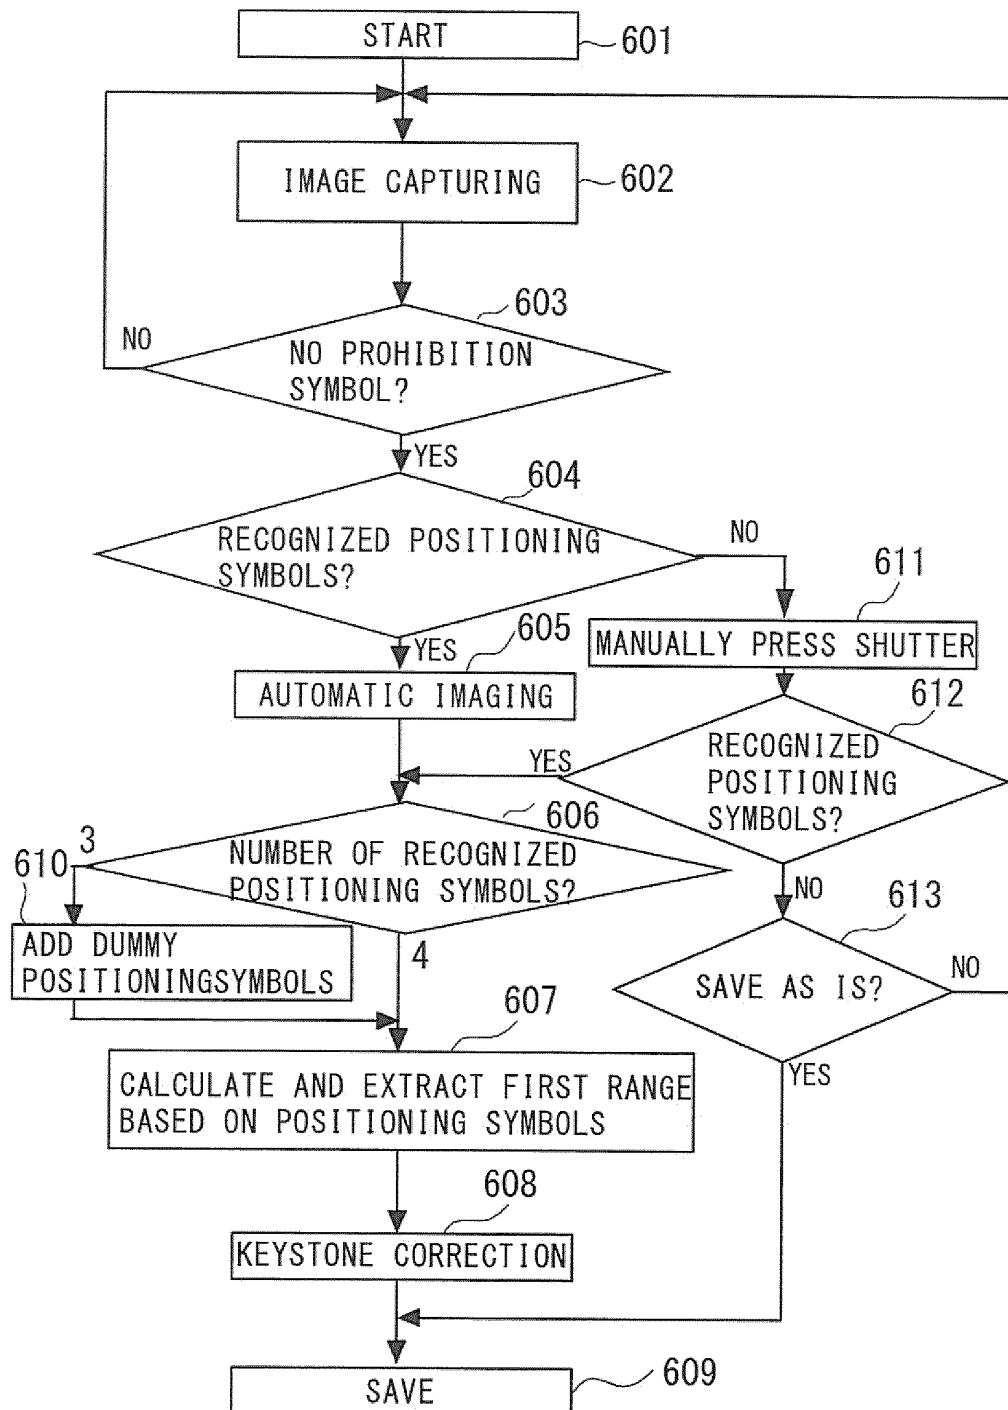 START
601
IMAGE CAPTURING
602
603
NO
NO PROHIBITION
SYMBOL?
YES
604
RECOGNIZED POSITIONING
SYMBOLS?
NO
611
YES
605
MANUALLY PRESS SHUTTER
AUTOMATIC IMAGING
612
YES
RECOGNIZED
POSITIONING
SYMBOLS?
606
3
610
NUMBER OF RECOGNIZED
POSITIONING SYMBOLS?
NO
613
ADD DUMMY
POSITIONINGSYMBOLS
4
SAVE AS IS?
NO
607
YES
CALCULATE AND EXTRACT FIRST RANGE
BASED ON POSITIONING SYMBOLS
608
KEYSTONE CORRECTION
609
SAVE